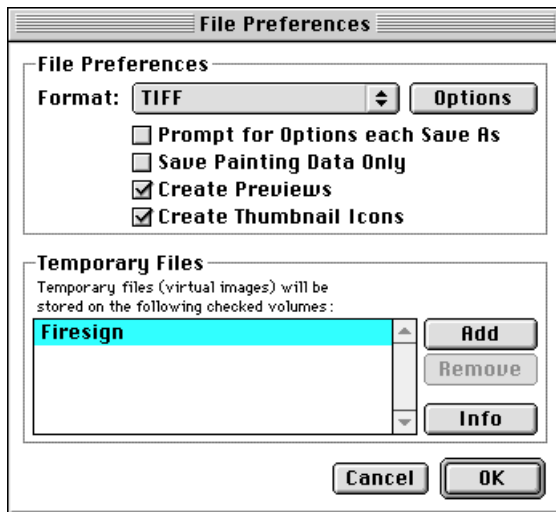 File Preferences
File Preferences
Format: TIFF Options
Prompt for Options each Save As
Save Painting Data Only
Create Previews
Create Thumbnail Icons
Temporary Files
Temporary files (virtual images) will be
stored on the following checked volumes:
Firesign
Add
Remove
Info
Cancel OK